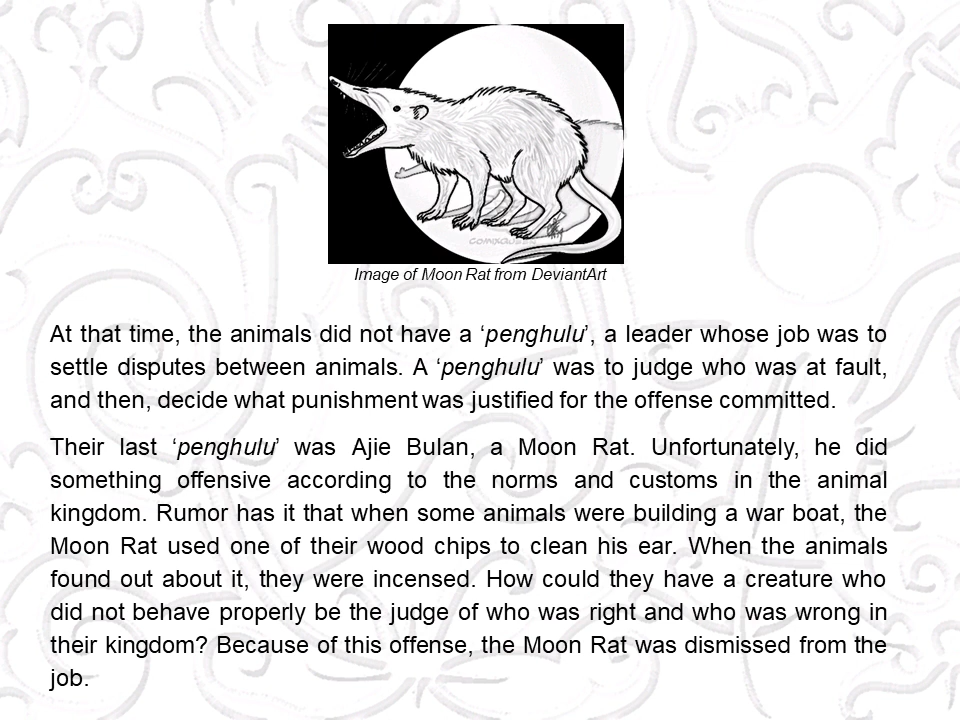 COMIXQUEEN
Image of Moon Rat from DeviantArt
At that time, the animals did not have a ‘penghulu’, a leader whose job was to
settle disputes between animals. A ‘penghulu’ was to judge who was at fault,
and then, decide what punishment was justified for the offense committed.
Their last ‘penghulu’ was Ajie Bulan, a Moon Rat. Unfortunately, he did
something offensive according to the norms and customs in the animal
kingdom. Rumor has it that when some animals were building a war boat, the
Moon Rat used one of their wood chips to clean his ear. When the animals
found out about it, they were incensed. How could they have a creature who
did not behave properly be the judge of who was right and who was wrong in
their kingdom? Because of this offense, the Moon Rat was dismissed from the
job.